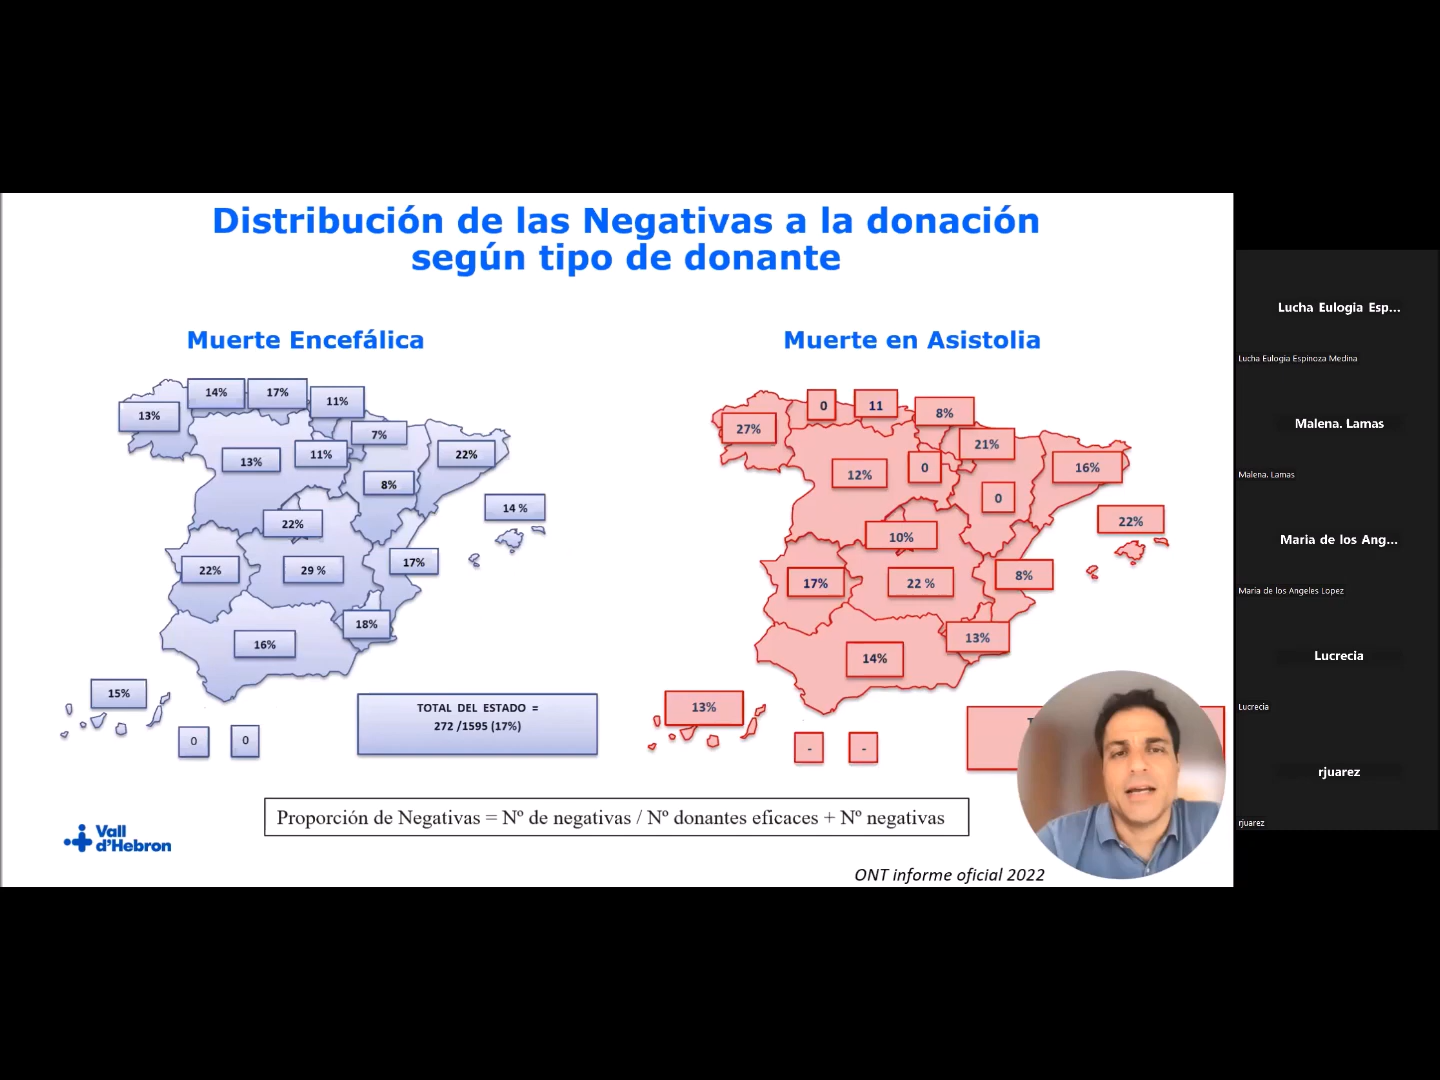 Distribución de las Negativas a la donación
según tipo de donante
Muerte Encefálica
14%
17%
11%
13%
7%
13%
11%
22%
8%
14 %
22%
22%
29 %
17%
18%
16%
15%
0
0
TOTAL DEL ESTADO =
272 /1595 (17%)
Muerte en Asistolia
0
11
8%
27%
21%
12%
0
16%
0
22%
10%
17%
22 %
8%
13%
14%
13%
-
-
Proporción de Negativas = Nº de negativas / Nº donantes eficaces + Nº negativas
Vall
d'Hebron
ONT informe oficial 2022
Lucha Eulogia Esp...
Lucha Eulogia Espinoza Medina
Malena. Lamas
Malena. Lamas
Maria de los Ang...
Maria de los Angeles Lopez
Lucrecia
Lucrecia
rjuarez
rjuarez